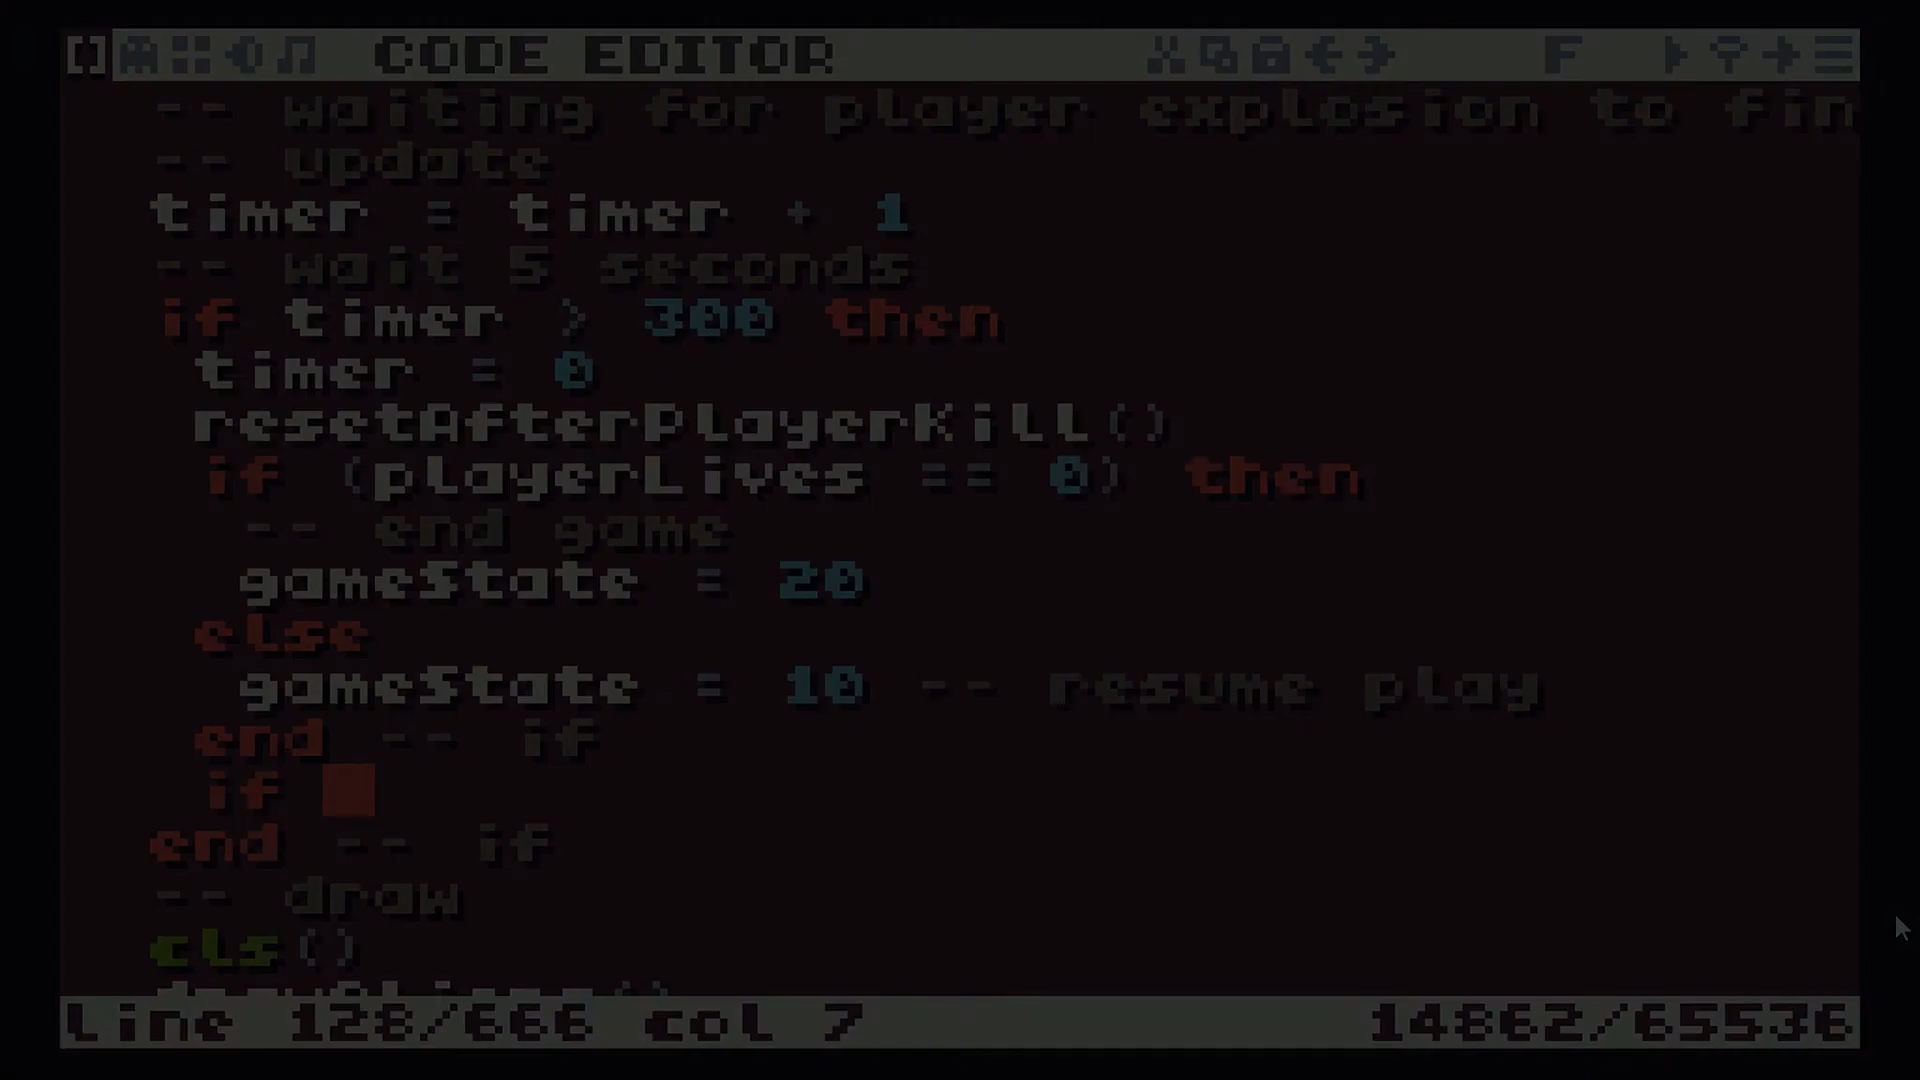 CODE EDITOR F
-- waiting for player explosion to fin
-- update
timer = timer + 1
-- wait 5 seconds
if timer > 300 then
timer = 0
resetAfterPlayerKill()
if (playerLives == 0) then
-- end game
gameState = 20
else
gameState = 10 -- resume play
end -- if
if
end -- if
-- draw
cls()
line 128/666 col 7
14862/65536